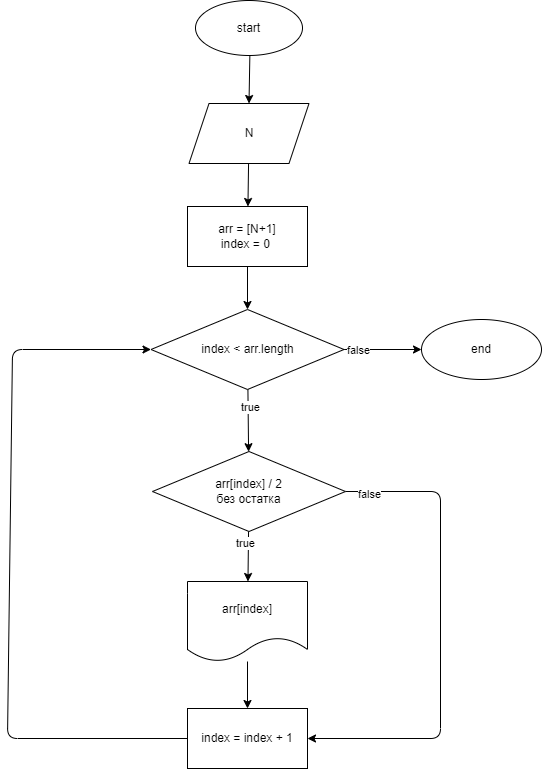 start
N
arr = [N+1]
index = 0
index < arr.length
false
end
true
arr[index] / 2
без остатка
false
true
arr[index]
index = index + 1